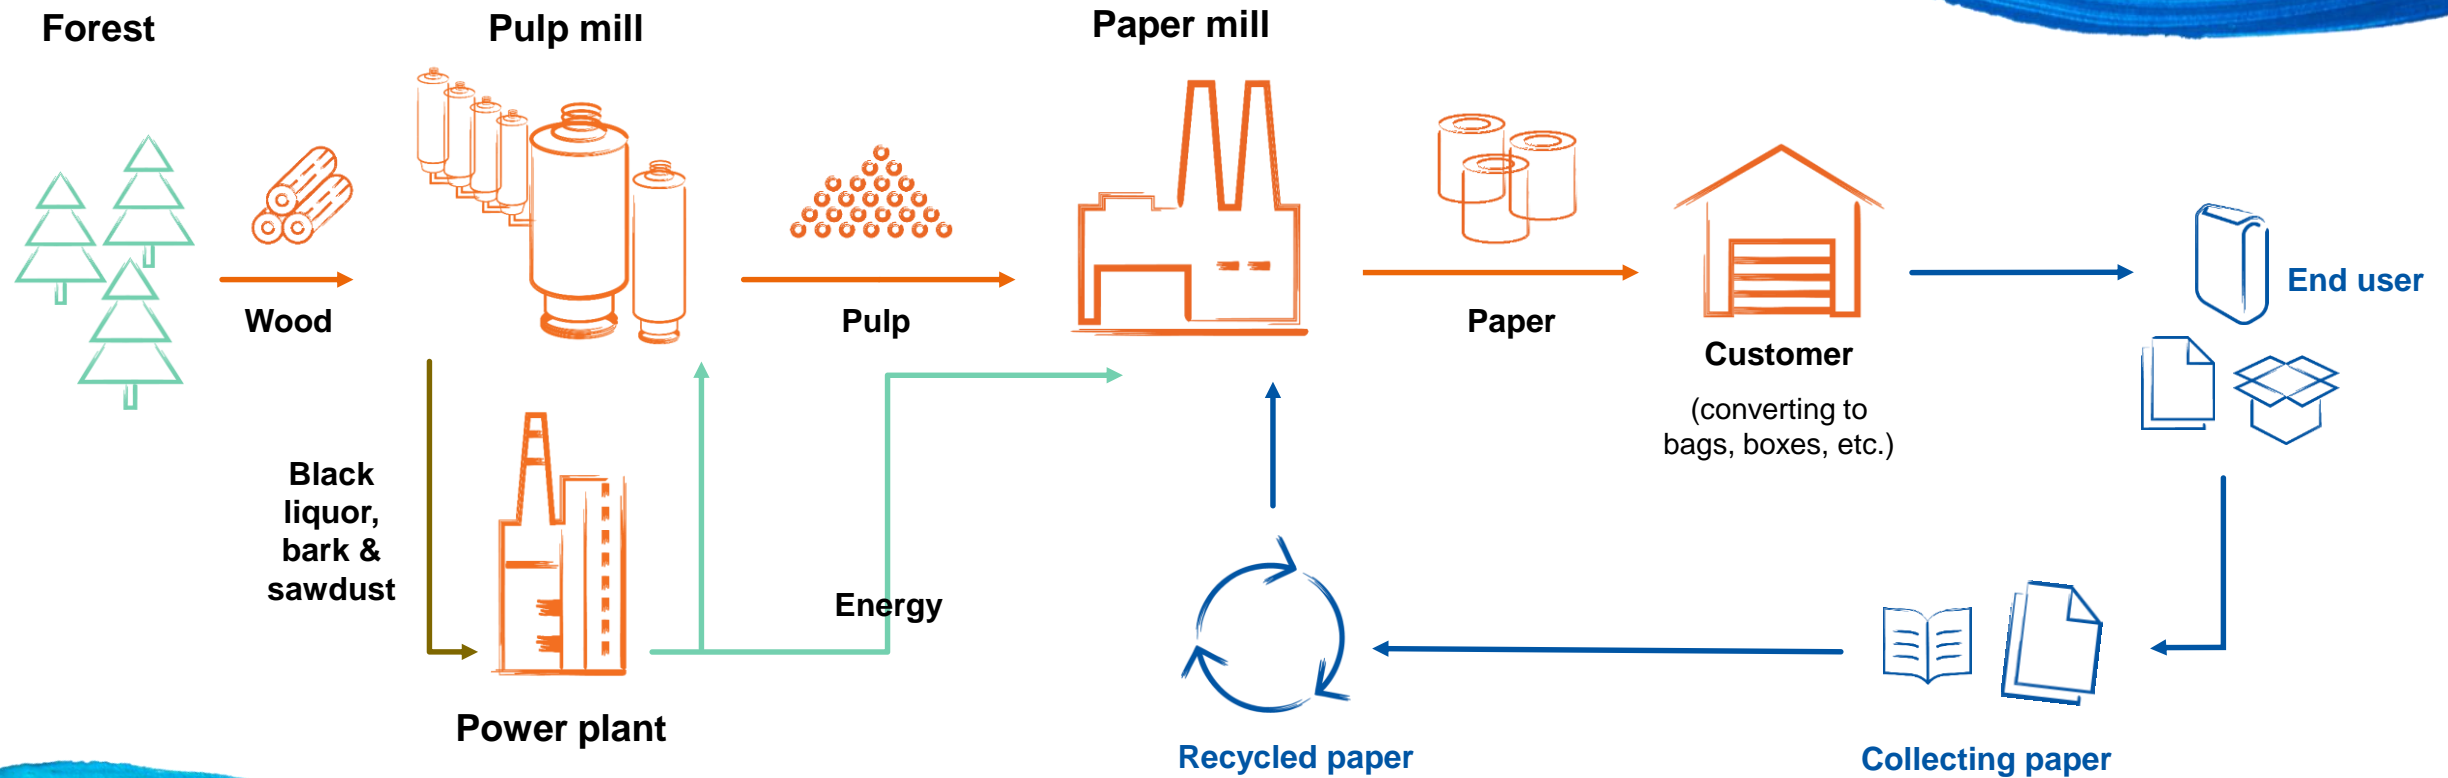 Forest
Pulp mill
Paper mill
Wood
Pulp
Paper
End user
Customer
(converting to
bags, boxes, etc.)
Black
liquor,
bark &
sawdust
Energy
Power plant
Recycled paper
Collecting paper